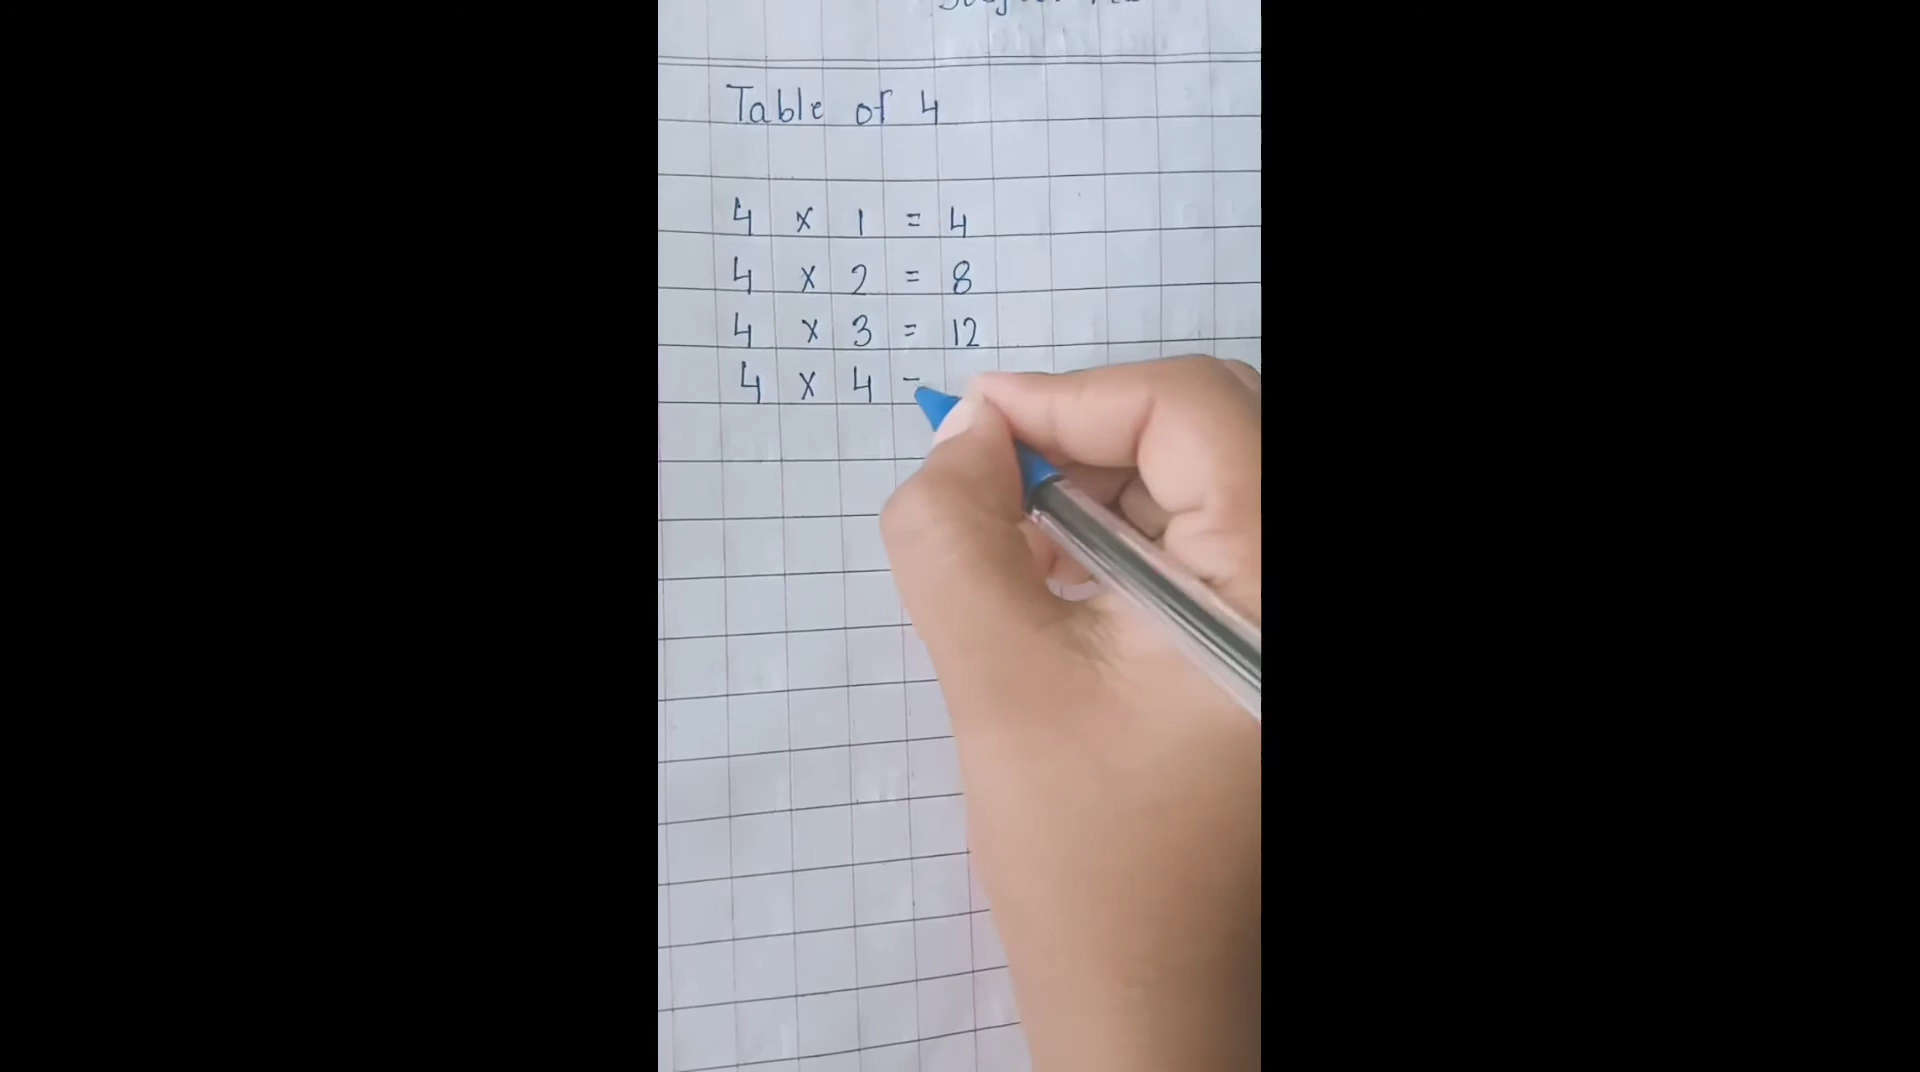 Table of 4
4 x 1 = 4
4 x 2 = 8
4 x 3 = 12
4 x 4 -